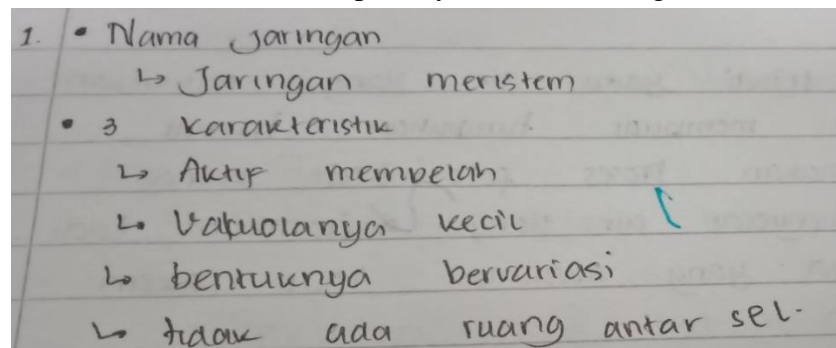 1. • Nama Jaringan
↳ Jaringan meristem
• 3 karakteristik
↳ Aktif membelah
↳ Vakuolanya kecil
↳ bentuknya bervariasi
↳ tidak ada ruang antar sel.